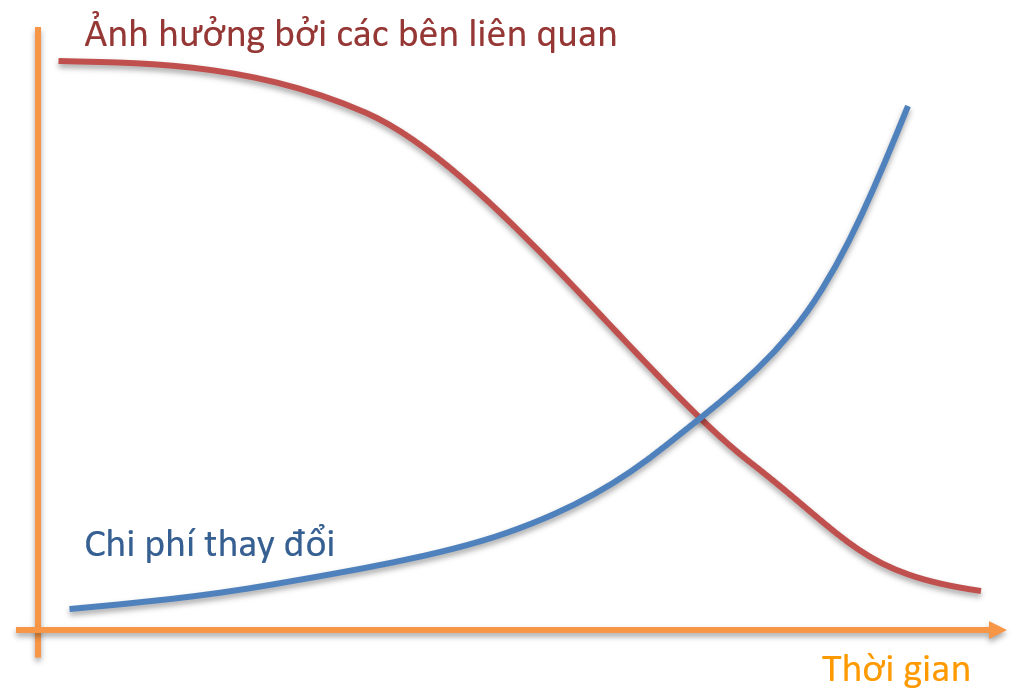 Ảnh hưởng bởi các bên liên quan
Chi phí thay đổi
Thời gian